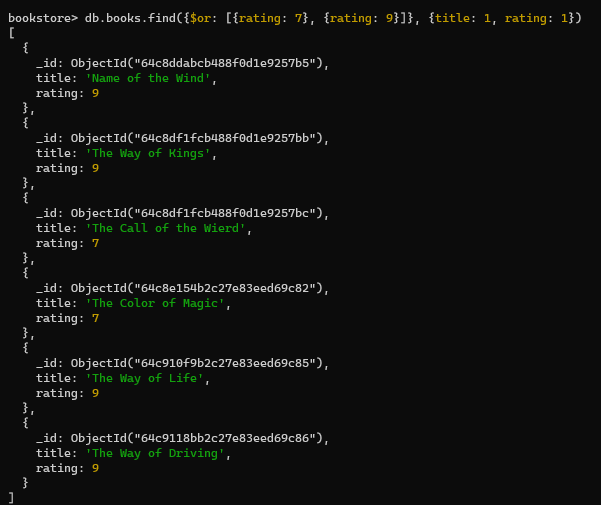 bookstore> db.books.find({$or: [{rating: 7}, {rating: 9}]}, {title: 1, rating: 1})
[
  {
    _id: ObjectId("64c8ddabcb488f0d1e9257b5"),
    title: 'Name of the Wind',
    rating: 9
  },
  {
    _id: ObjectId("64c8df1fcb488f0d1e9257bb"),
    title: 'The Way of Kings',
    rating: 9
  },
  {
    _id: ObjectId("64c8df1fcb488f0d1e9257bc"),
    title: 'The Call of the Wierd',
    rating: 7
  },
  {
    _id: ObjectId("64c8e154b2c27e83eed69c82"),
    title: 'The Color of Magic',
    rating: 7
  },
  {
    _id: ObjectId("64c910f9b2c27e83eed69c85"),
    title: 'The Way of Life',
    rating: 9
  },
  {
    _id: ObjectId("64c9118bb2c27e83eed69c86"),
    title: 'The Way of Driving',
    rating: 9
  }
]